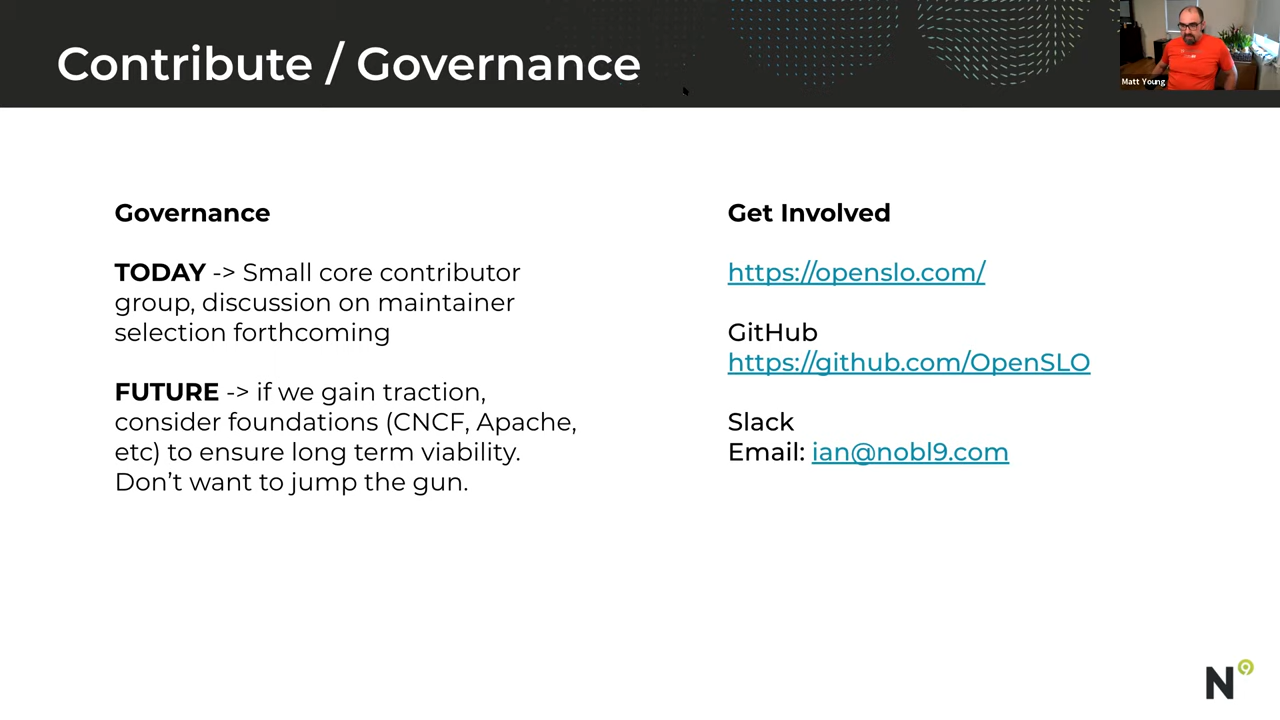 Contribute / Governance
Matt Young
Governance
TODAY -> Small core contributor
group, discussion on maintainer
selection forthcoming
FUTURE -> if we gain traction,
consider foundations (CNCF, Apache,
etc) to ensure long term viability.
Don’t want to jump the gun.
Get Involved
https://openslo.com/
GitHub
https://github.com/OpenSLO
Slack
Email: ian@nobl9.com
N9